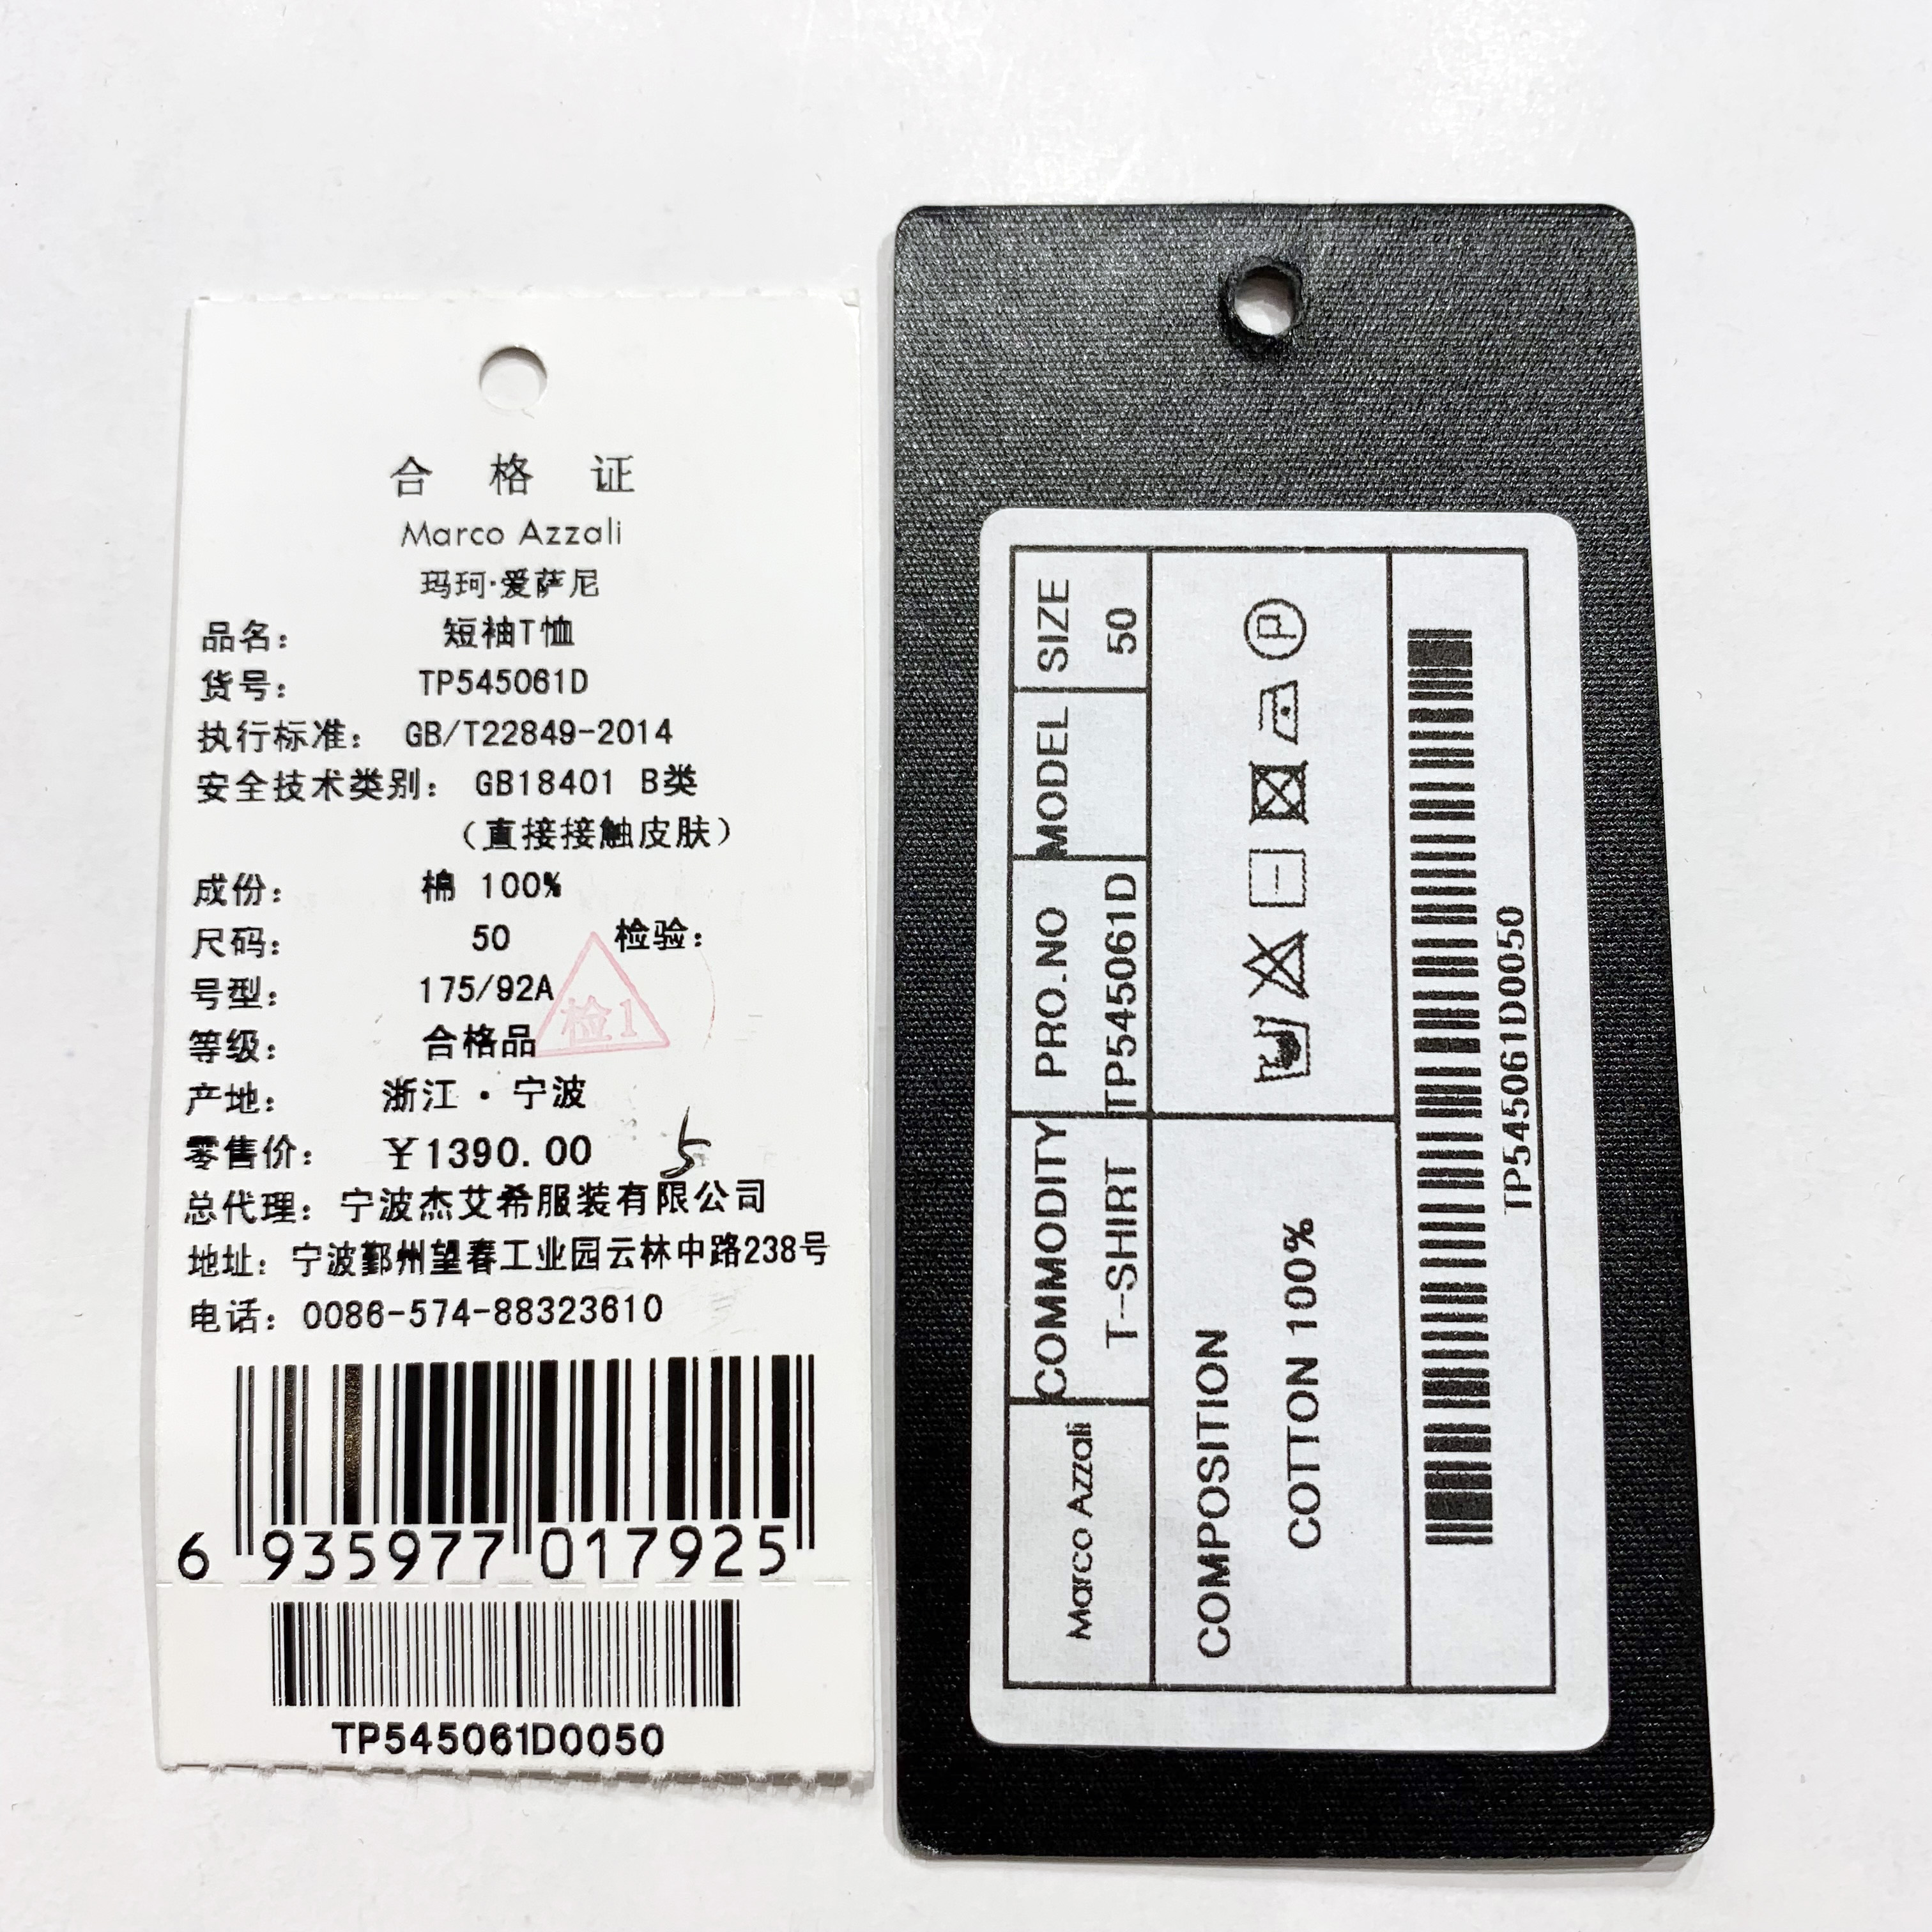 合 格 证
Marco Azzali
玛珂·爱萨尼
品名： 短袖T恤
货号： TP545061D
执行标准： GB/T22849-2014
安全技术类别： GB18401 B类
（直接接触皮肤）
成份： 棉 100%
尺码： 50 检验：
号型： 175/92A
检1
等级： 合格品
产地： 浙江·宁波
零售价： ¥1390.00
5
总代理： 宁波杰艾希服装有限公司
地址： 宁波鄞州望春工业园云林中路238号
电话： 0086-574-88323610
6 935977 017925
TP545061D0050
Marco Azzali
COMMODITY PRO.NO MODEL SIZE
T-SHIRT TP545061D 50
COMPOSITION
COTTON 100%
P
TP545061D0050